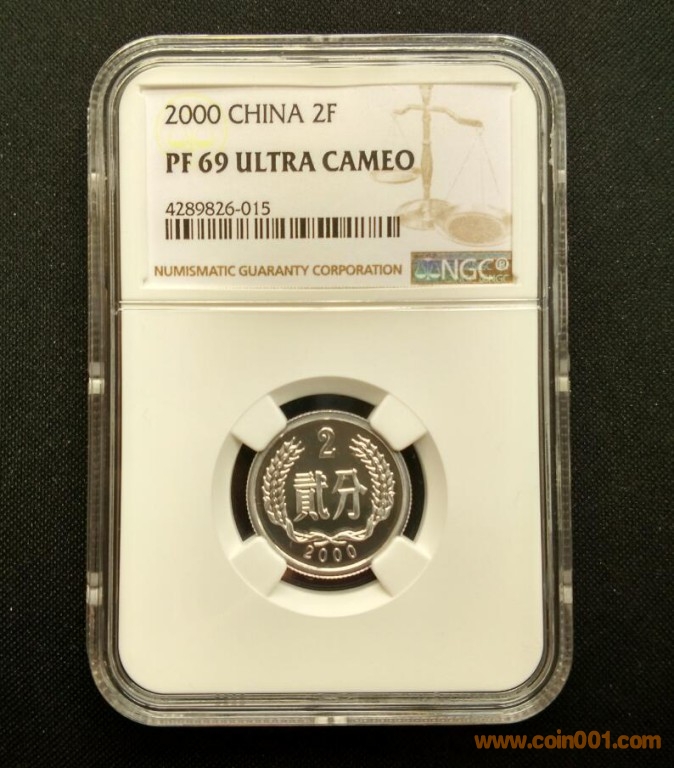 2000 CHINA 2F
PF 69 ULTRA CAMEO
4289826-015
NUMISMATIC GUARANTY CORPORATION
NGC®
2
貳分
2000
www.coin001.com